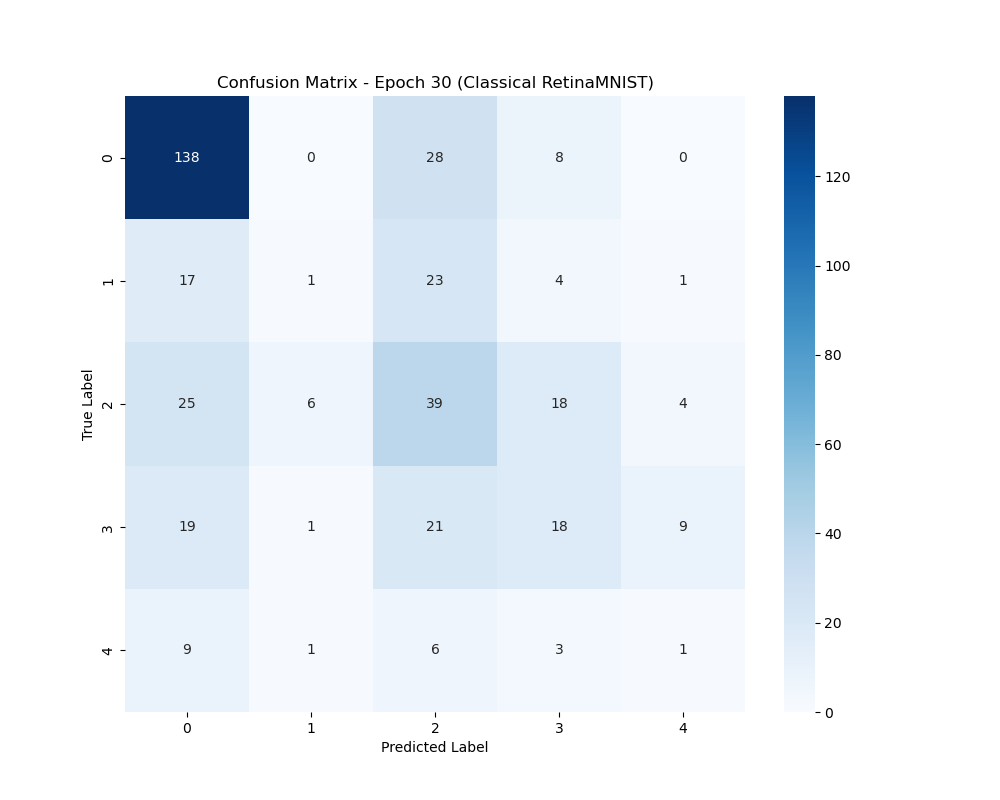 Confusion Matrix - Epoch 30 (Classical RetinaMNIST)
True Label
0 138 0 28 8 0
1 17 1 23 4 1
2 25 6 39 18 4
3 19 1 21 18 9
4 9 1 6 3 1
0 1 2 3 4
Predicted Label
120
100
80
60
40
20
0